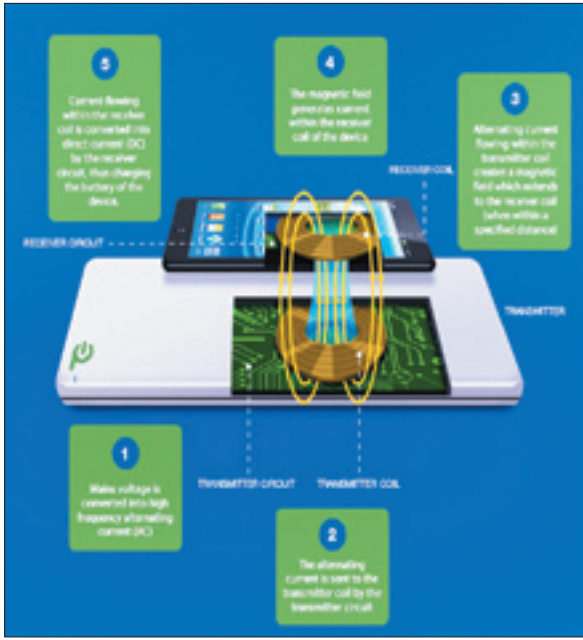 5
Current flowing
within the receiver
coil is converted into
direct current (DC)
by the receiver
circuit, thus charging
the battery of the
device.
4
The magnetic field
generates current
within the receiver
coil of the device
3
Alternating current
flowing within the
transmitter coil
creates a magnetic
field which extends
to the receiver coil
(when within a
specified distance)
RECEIVER COIL
RECEIVER CIRCUIT
TRANSMITTER
1
Mains voltage is
converted into high
frequency alternating
current (AC)
TRANSMITTER CIRCUIT
TRANSMITTER COIL
2
The alternating
current is sent to the
transmitter coil by the
transmitter circuit